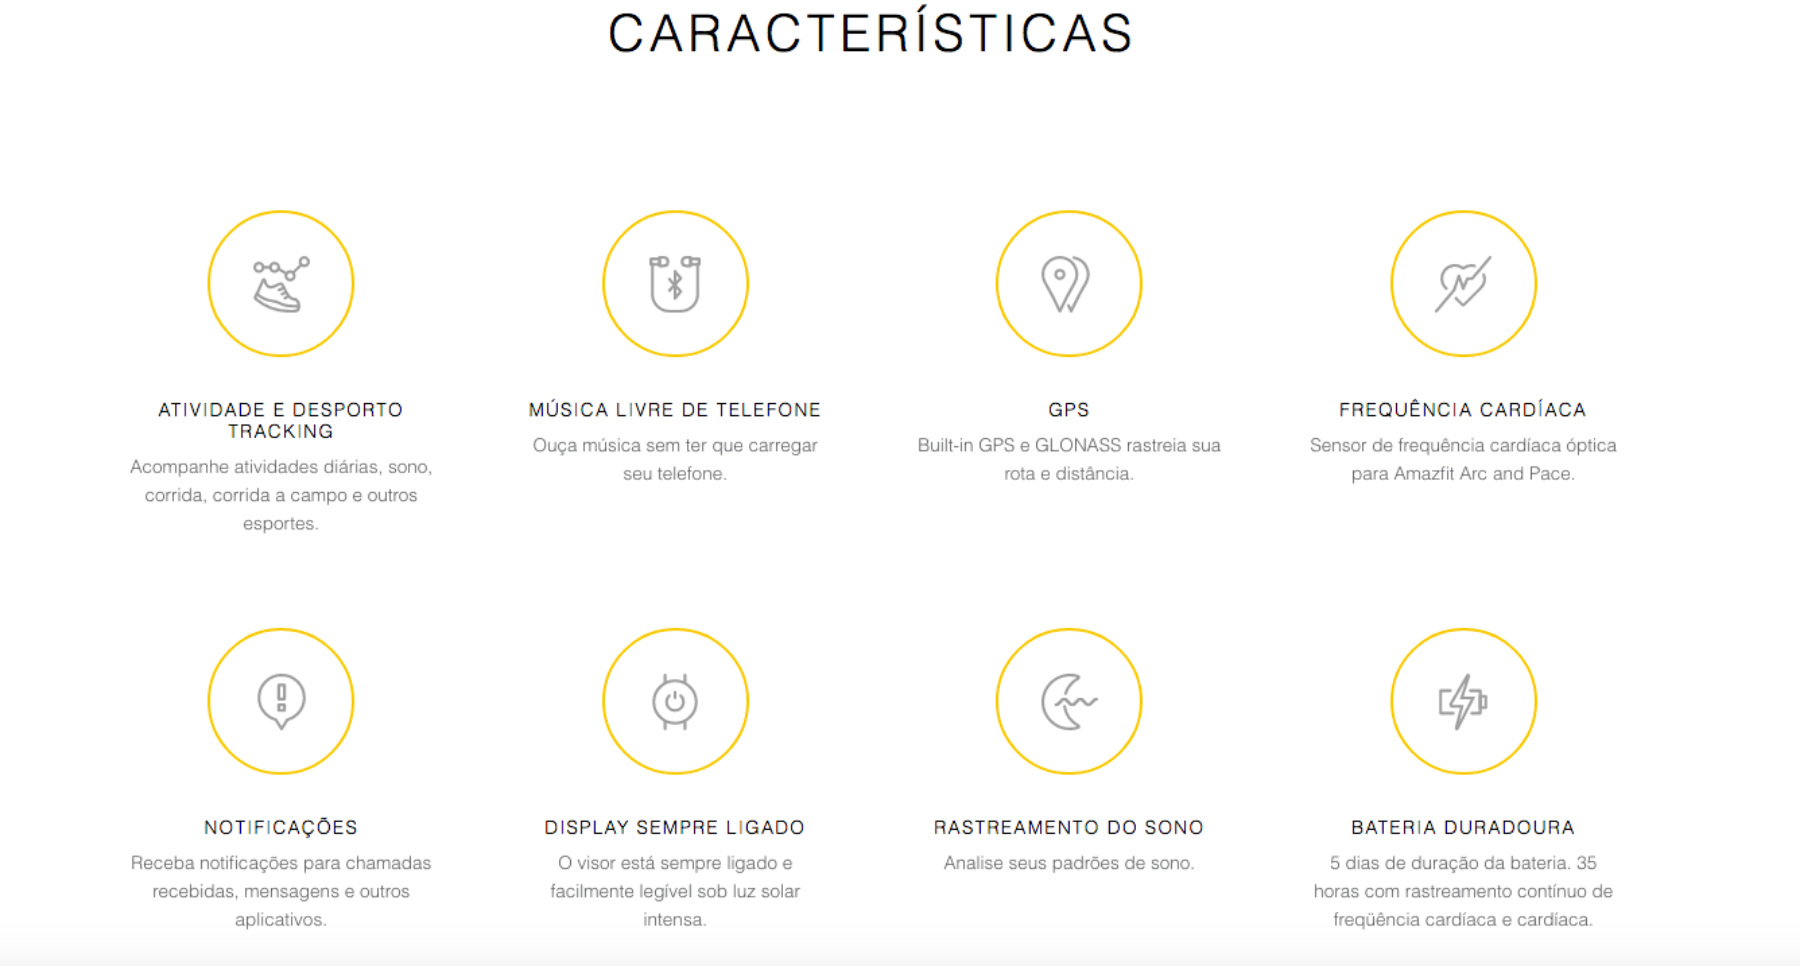 CARACTERÍSTICAS
ATIVIDADE E DESPORTO
TRACKING
Acompanhe atividades diárias, sono,
corrida, corrida a campo e outros
esportes.
MÚSICA LIVRE DE TELEFONE
Ouça música sem ter que carregar
seu telefone.
GPS
Built-in GPS e GLONASS rastreia sua
rota e distância.
FREQUÊNCIA CARDÍACA
Sensor de frequência cardíaca óptica
para Amazfit Arc and Pace.
NOTIFICAÇÕES
Receba notificações para chamadas
recebidas, mensagens e outros
aplicativos.
DISPLAY SEMPRE LIGADO
O visor está sempre ligado e
facilmente legível sob luz solar
intensa.
RASTREAMENTO DO SONO
Analise seus padrões de sono.
BATERIA DURADOURA
5 dias de duração da bateria. 35
horas com rastreamento contínuo de
freqüência cardíaca e cardíaca.